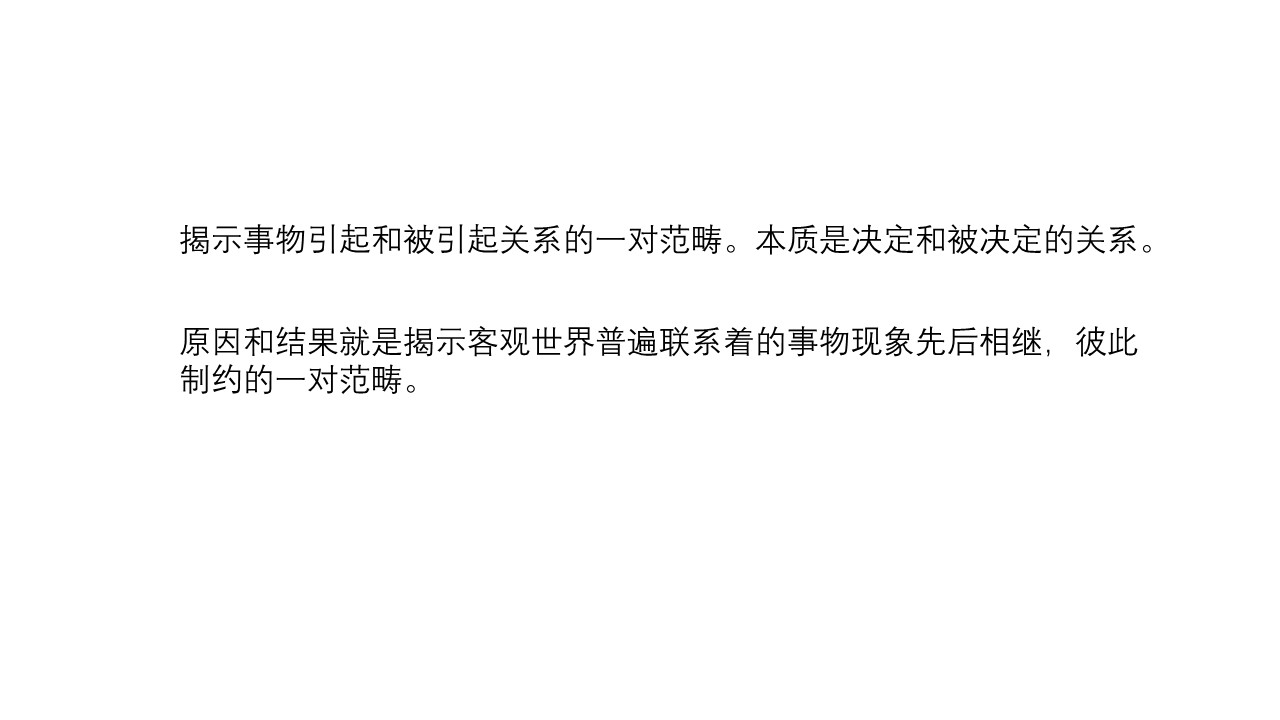 揭示事物引起和被引起关系的一对范畴。本质是决定和被决定的关系。
原因和结果就是揭示客观世界普遍联系着的事物现象先后相继，彼此
制约的一对范畴。